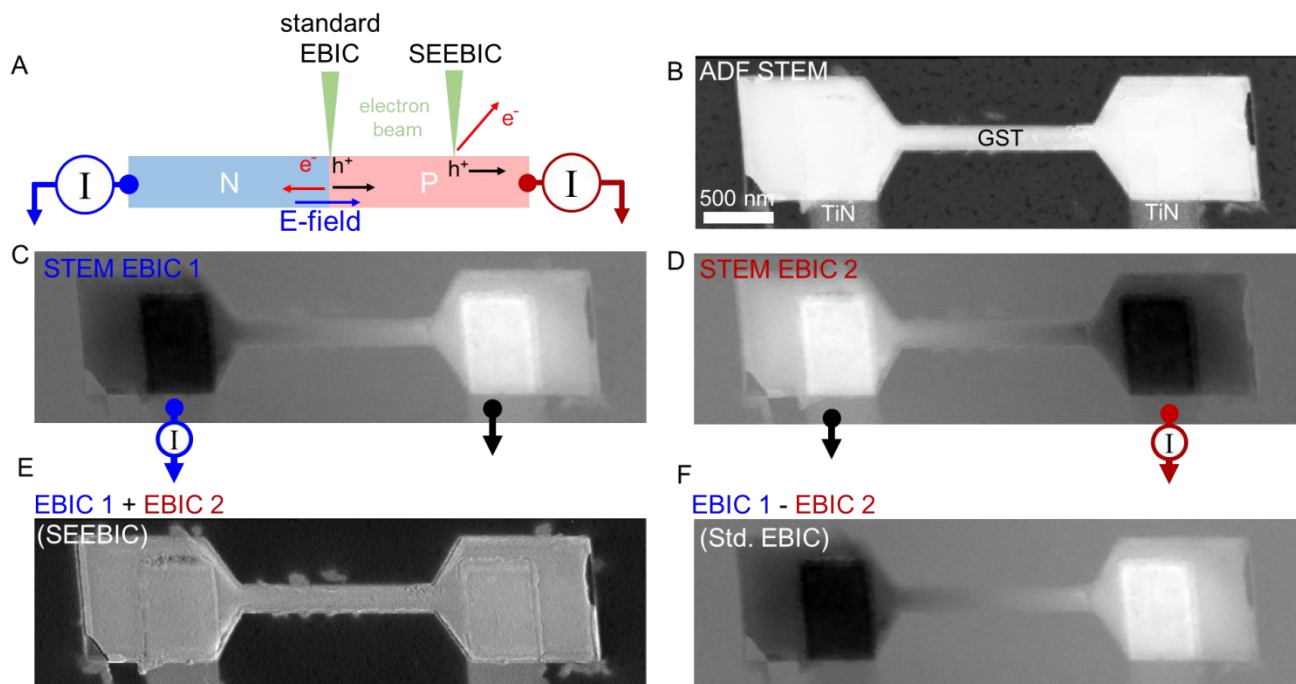 A
standard
EBIC
SEEBIC
electron
beam
e⁻
e⁻
h⁺
h⁺
I
N
P
I
E-field
B
ADF STEM
GST
500 nm
TiN
TiN
C
STEM EBIC 1
I
D
STEM EBIC 2
I
E
EBIC 1 + EBIC 2
(SEEBIC)
F
EBIC 1 - EBIC 2
(Std. EBIC)